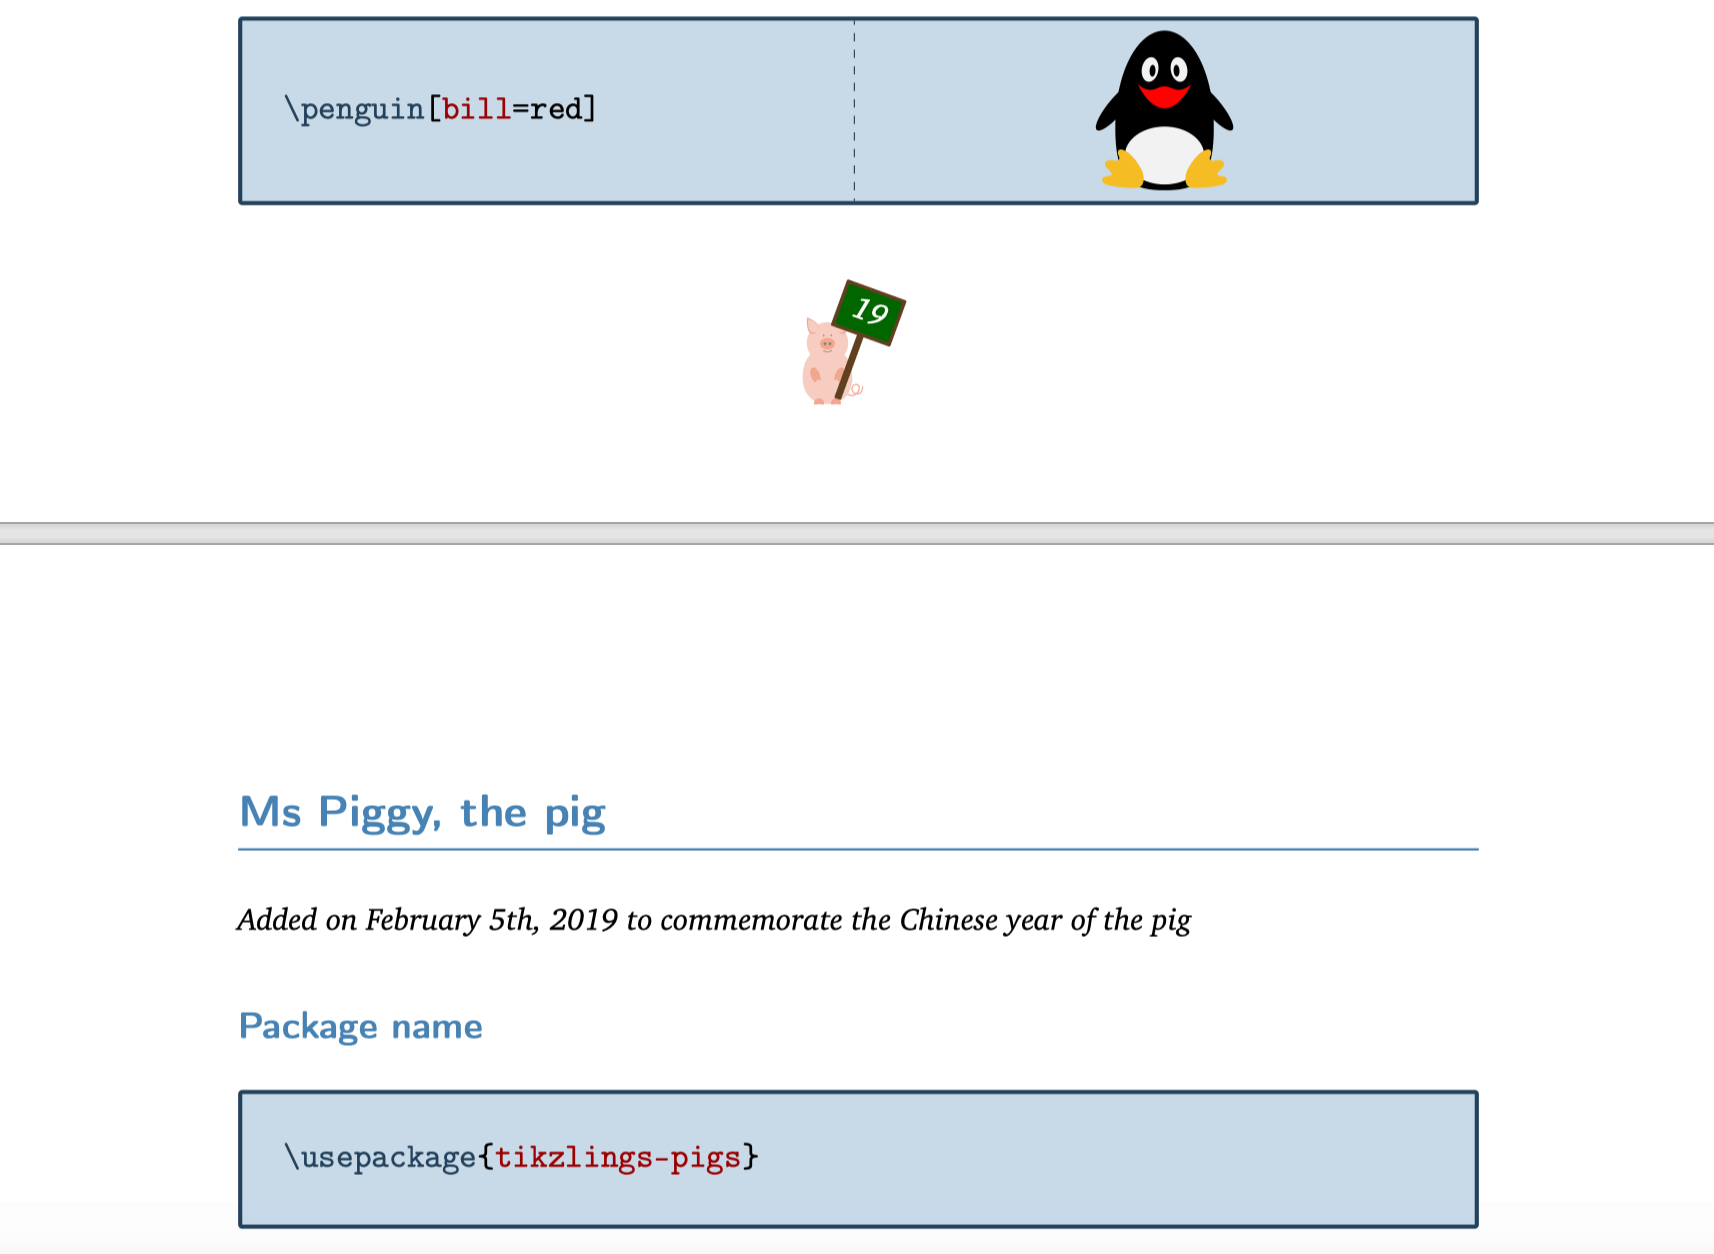 \penguin[bill=red]
19
Ms Piggy, the pig
Added on February 5th, 2019 to commemorate the Chinese year of the pig
Package name
\usepackage{tikzlings-pigs}